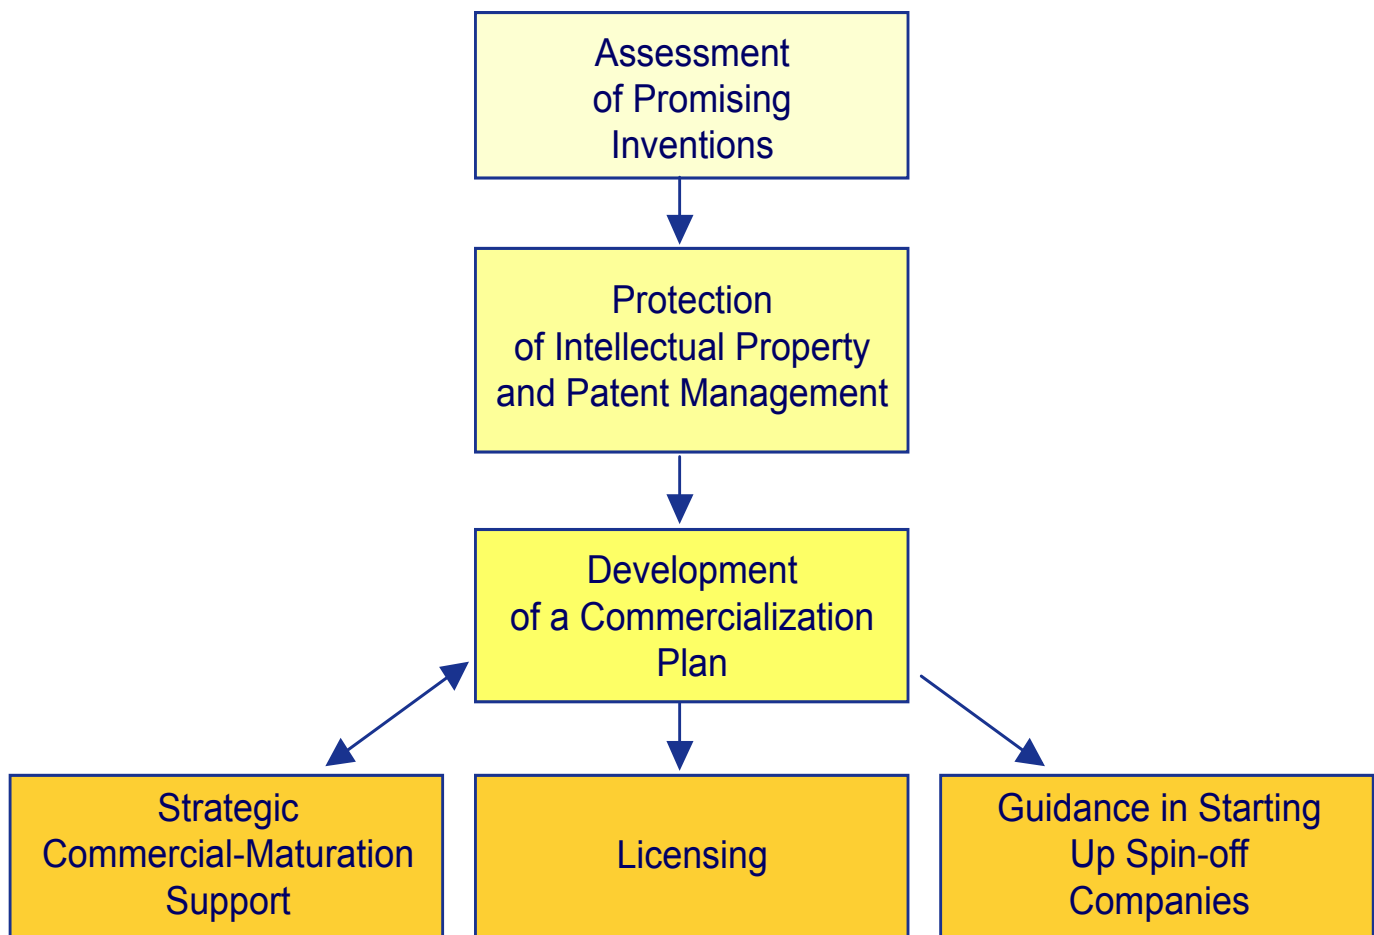 Assessment
of Promising
Inventions
Protection
of Intellectual Property
and Patent Management
Development
of a Commercialization
Plan
Strategic
Commercial-Maturation
Support
Licensing
Guidance in Starting
Up Spin-off
Companies